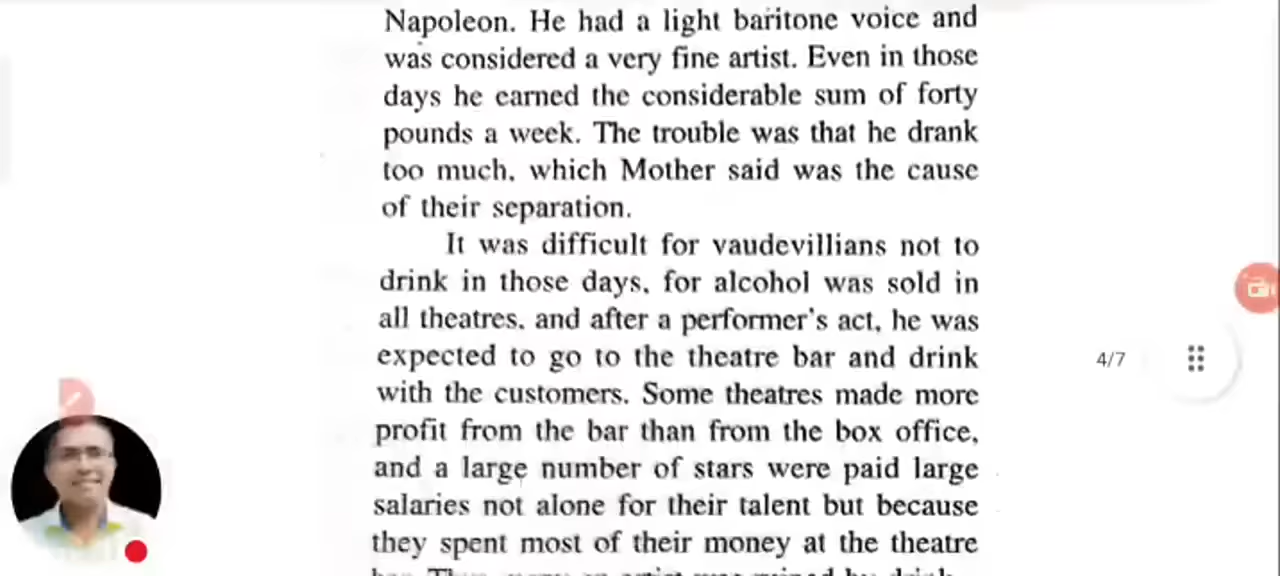 Napoleon. He had a light baritone voice and
was considered a very fine artist. Even in those
days he earned the considerable sum of forty
pounds a week. The trouble was that he drank
too much, which Mother said was the cause
of their separation.
It was difficult for vaudevillians not to
drink in those days, for alcohol was sold in
all theatres, and after a performer's act, he was
expected to go to the theatre bar and drink
4/7
with the customers. Some theatres made more
profit from the bar than from the box office,
and a large number of stars were paid large
salaries not alone for their talent but because
they spent most of their money at the theatre